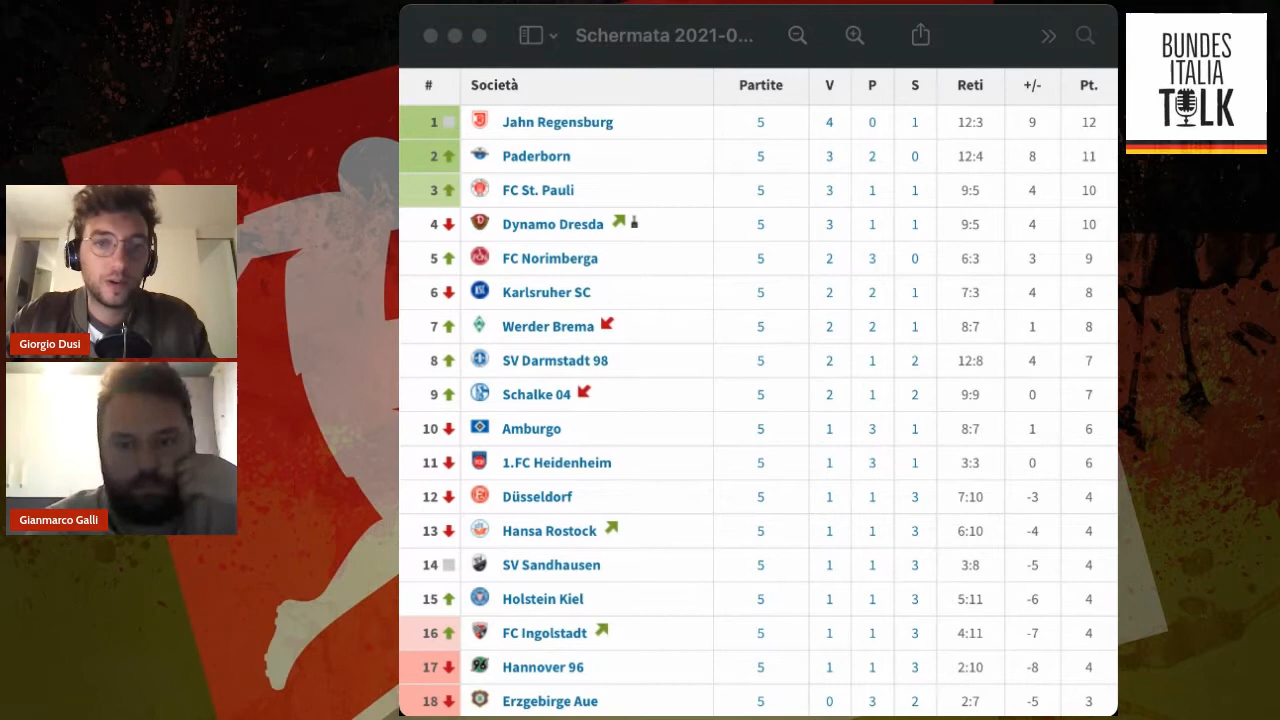 Schermata 2021-0...
BUNDES
ITALIA
TALK
# Società Partite V P S Reti +/- Pt.
1 Jahn Regensburg 5 4 0 1 12:3 9 12
2 Paderborn 5 3 2 0 12:4 8 11
3 FC St. Pauli 5 3 1 1 9:5 4 10
4 Dynamo Dresda 5 3 1 1 9:5 4 10
5 FC Norimberga 5 2 3 0 6:3 3 9
6 Karlsruher SC 5 2 2 1 7:3 4 8
7 Werder Brema 5 2 2 1 8:7 1 8
8 SV Darmstadt 98 5 2 1 2 12:8 4 7
9 Schalke 04 5 2 1 2 9:9 0 7
10 Amburgo 5 1 3 1 8:7 1 6
11 1.FC Heidenheim 5 1 3 1 3:3 0 6
12 Düsseldorf 5 1 1 3 7:10 -3 4
13 Hansa Rostock 5 1 1 3 6:10 -4 4
14 SV Sandhausen 5 1 1 3 3:8 -5 4
15 Holstein Kiel 5 1 1 3 5:11 -6 4
16 FC Ingolstadt 5 1 1 3 4:11 -7 4
17 Hannover 96 5 1 1 3 2:10 -8 4
18 Erzgebirge Aue 5 0 3 2 2:7 -5 3
Giorgio Dusi
Gianmarco Galli